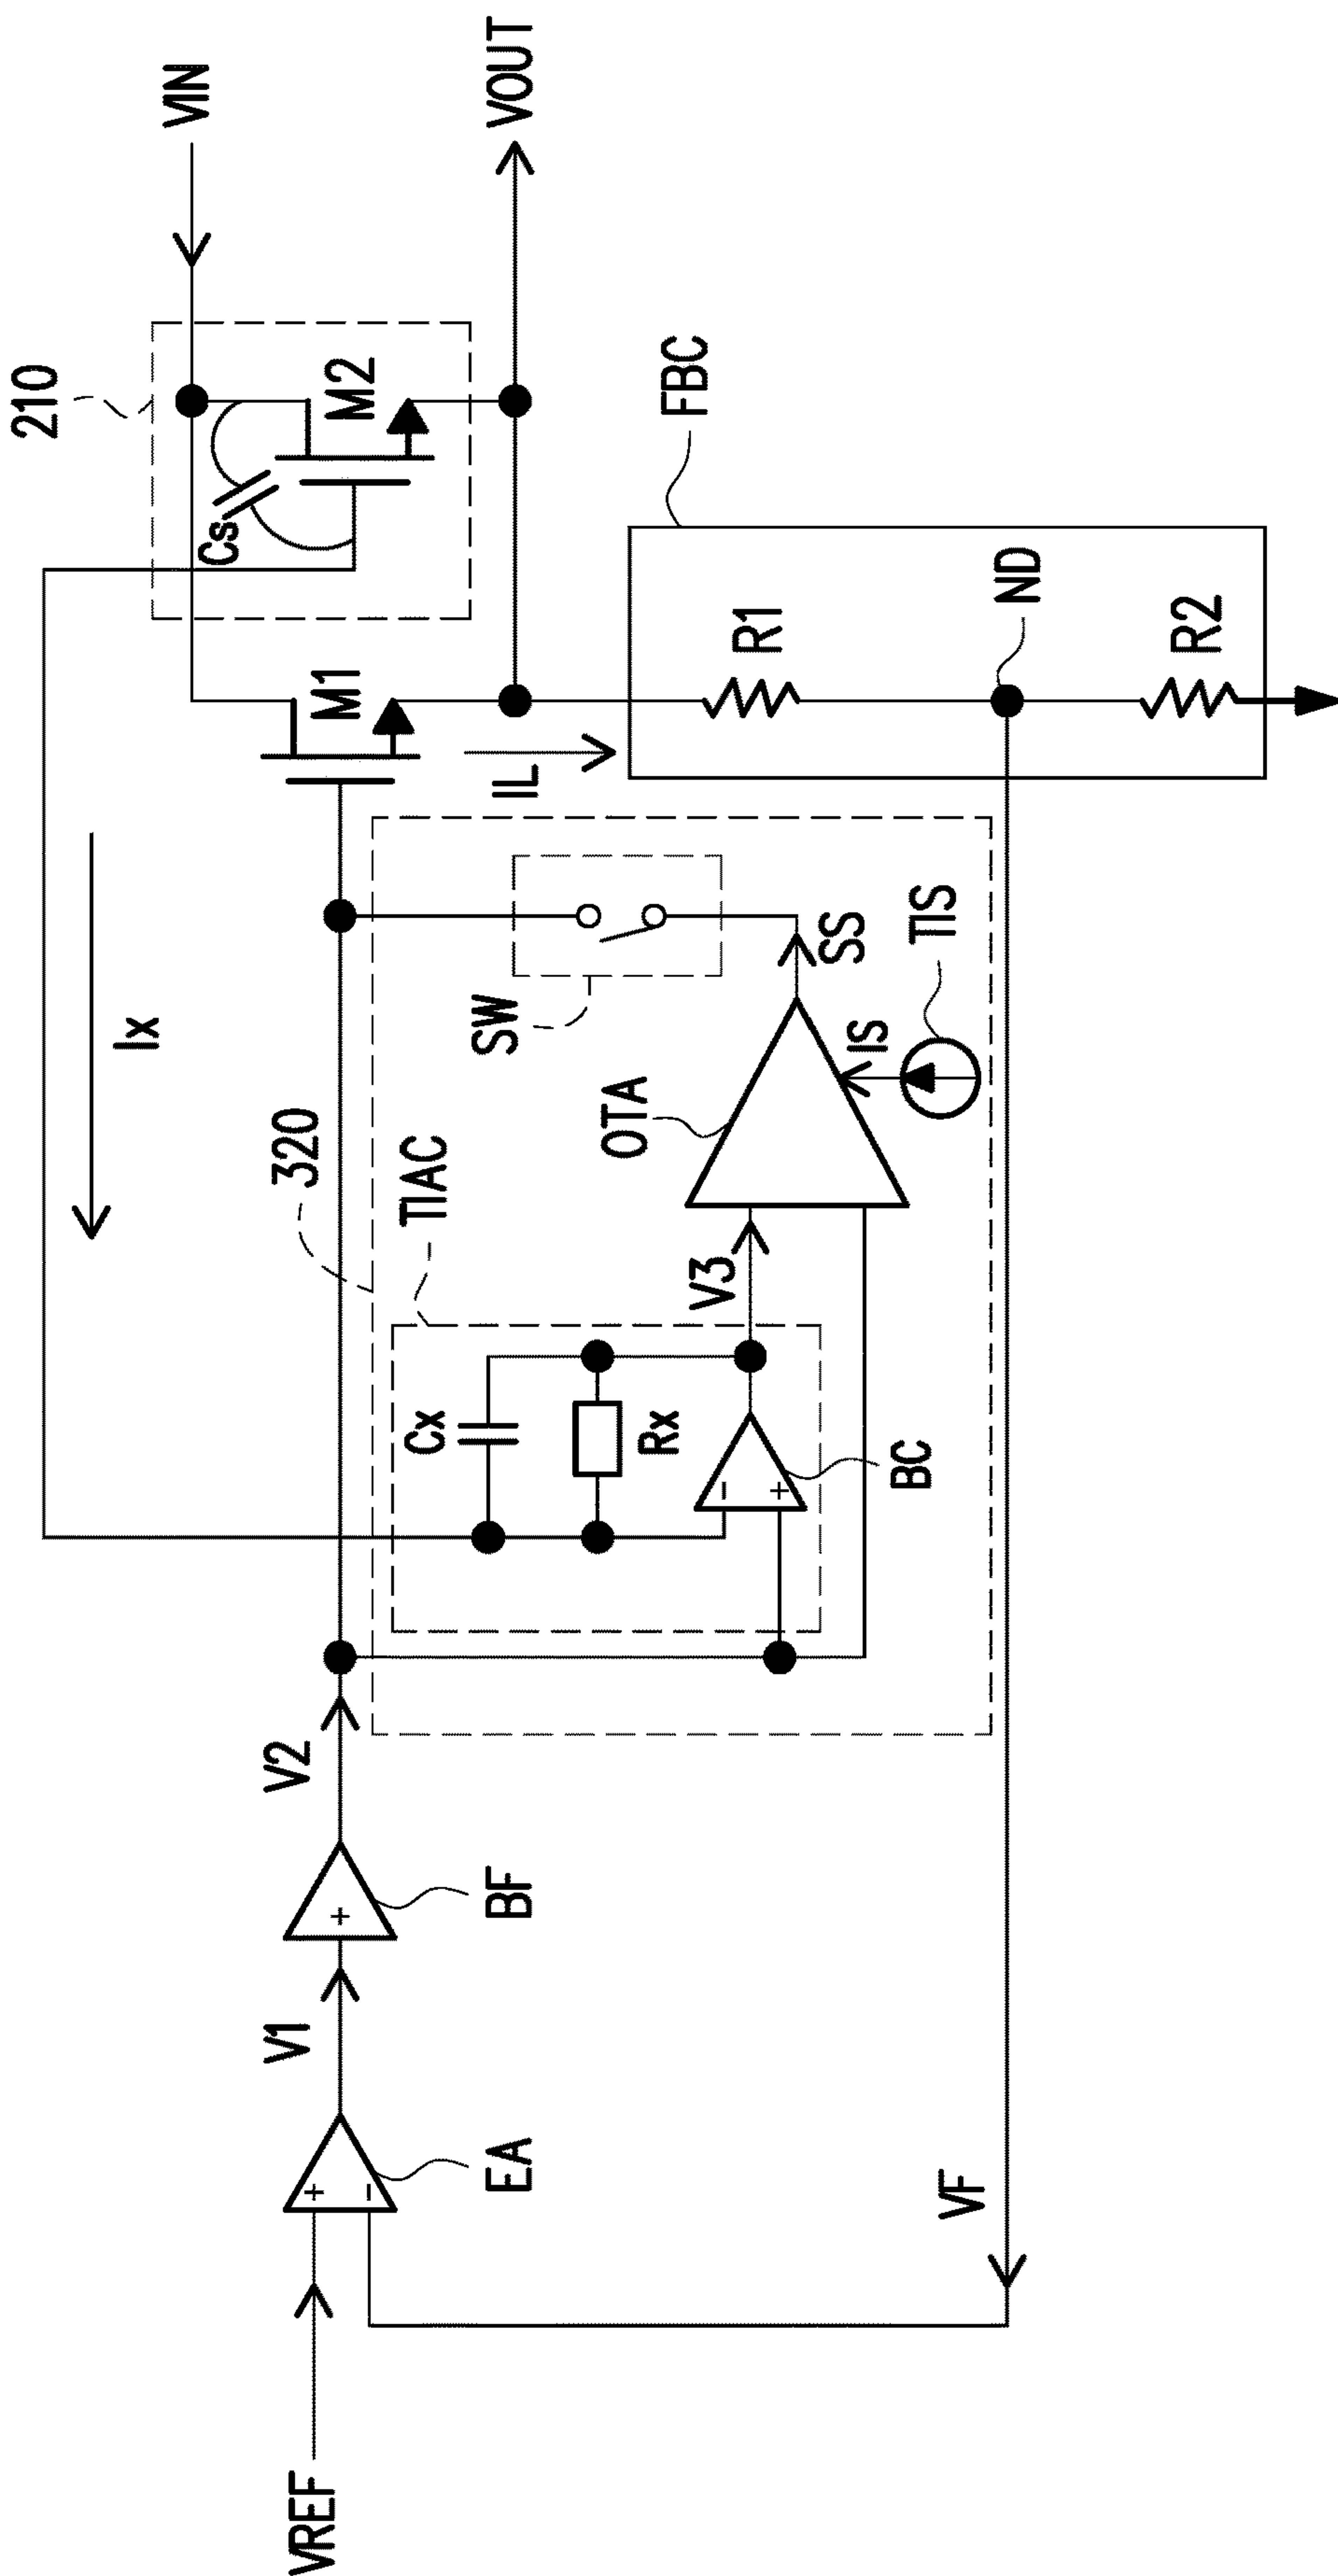 VIN
210
M2
Cs
VOUT
Ix
M1
IL
FBC
R1
ND
R2
320
TIAC
SW
SS
OTA
IS
TIS
V3
Cx
Rx
- +
BC
V2
BF
+
V1
EA
+ -
VREF
VF